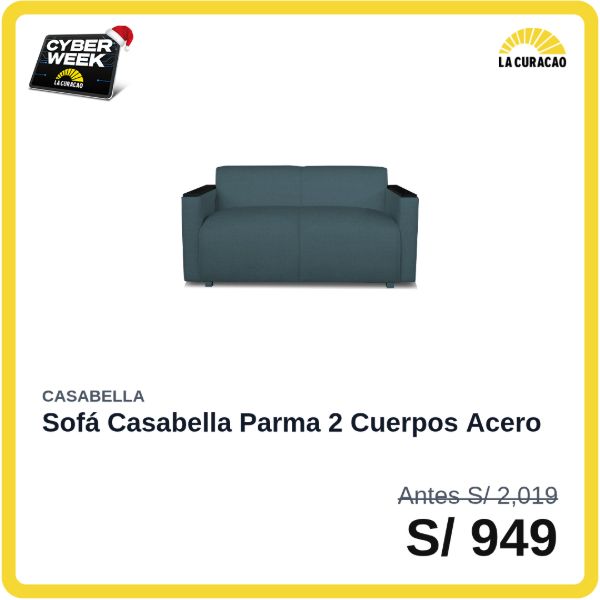 CYBER
WEEK
LA CURACAO
LA CURACAO
CASABELLA
Sofá Casabella Parma 2 Cuerpos Acero
Antes S/ 2,019
S/ 949